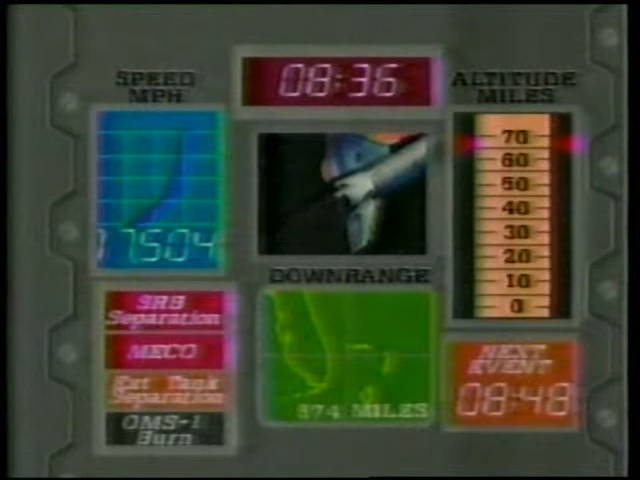 SPEED
MPH
08:36
ALTITUDE
MILES
70
60
50
40
30
20
10
0
17504
DOWNRANGE
874 MILES
SRB
Separation
MECO
Ext Tank
Separation
OMS-1
Burn
NEXT
EVENT
08:48